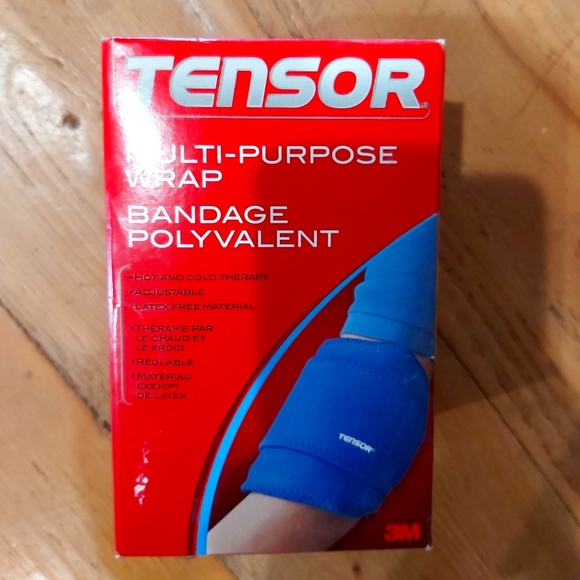 TENSOR
MULTI-PURPOSE
WRAP
BANDAGE
POLYVALENT
•HOT AND COLD THERAPY
•ADJUSTABLE
•LATEX FREE MATERIAL
•THERAPIE PAR
LE CHAUD ET
LE FROID
•REGLABLE
•MATERIAU
EXEMPT
DE LATEX
TENSOR
3M